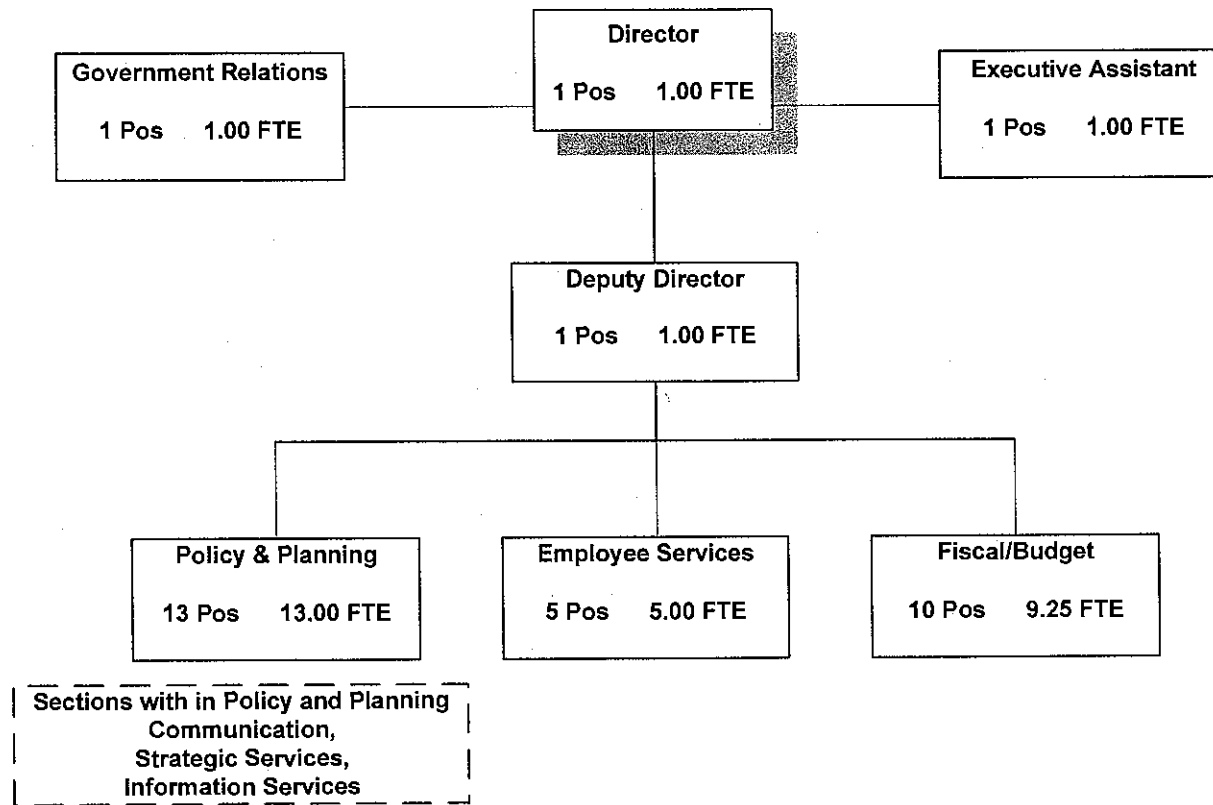 Director
1 Pos 1.00 FTE
Government Relations
1 Pos 1.00 FTE
Executive Assistant
1 Pos 1.00 FTE
Deputy Director
1 Pos 1.00 FTE
Policy & Planning
13 Pos 13.00 FTE
Employee Services
5 Pos 5.00 FTE
Fiscal/Budget
10 Pos 9.25 FTE
Sections with in Policy and Planning
Communication,
Strategic Services,
Information Services